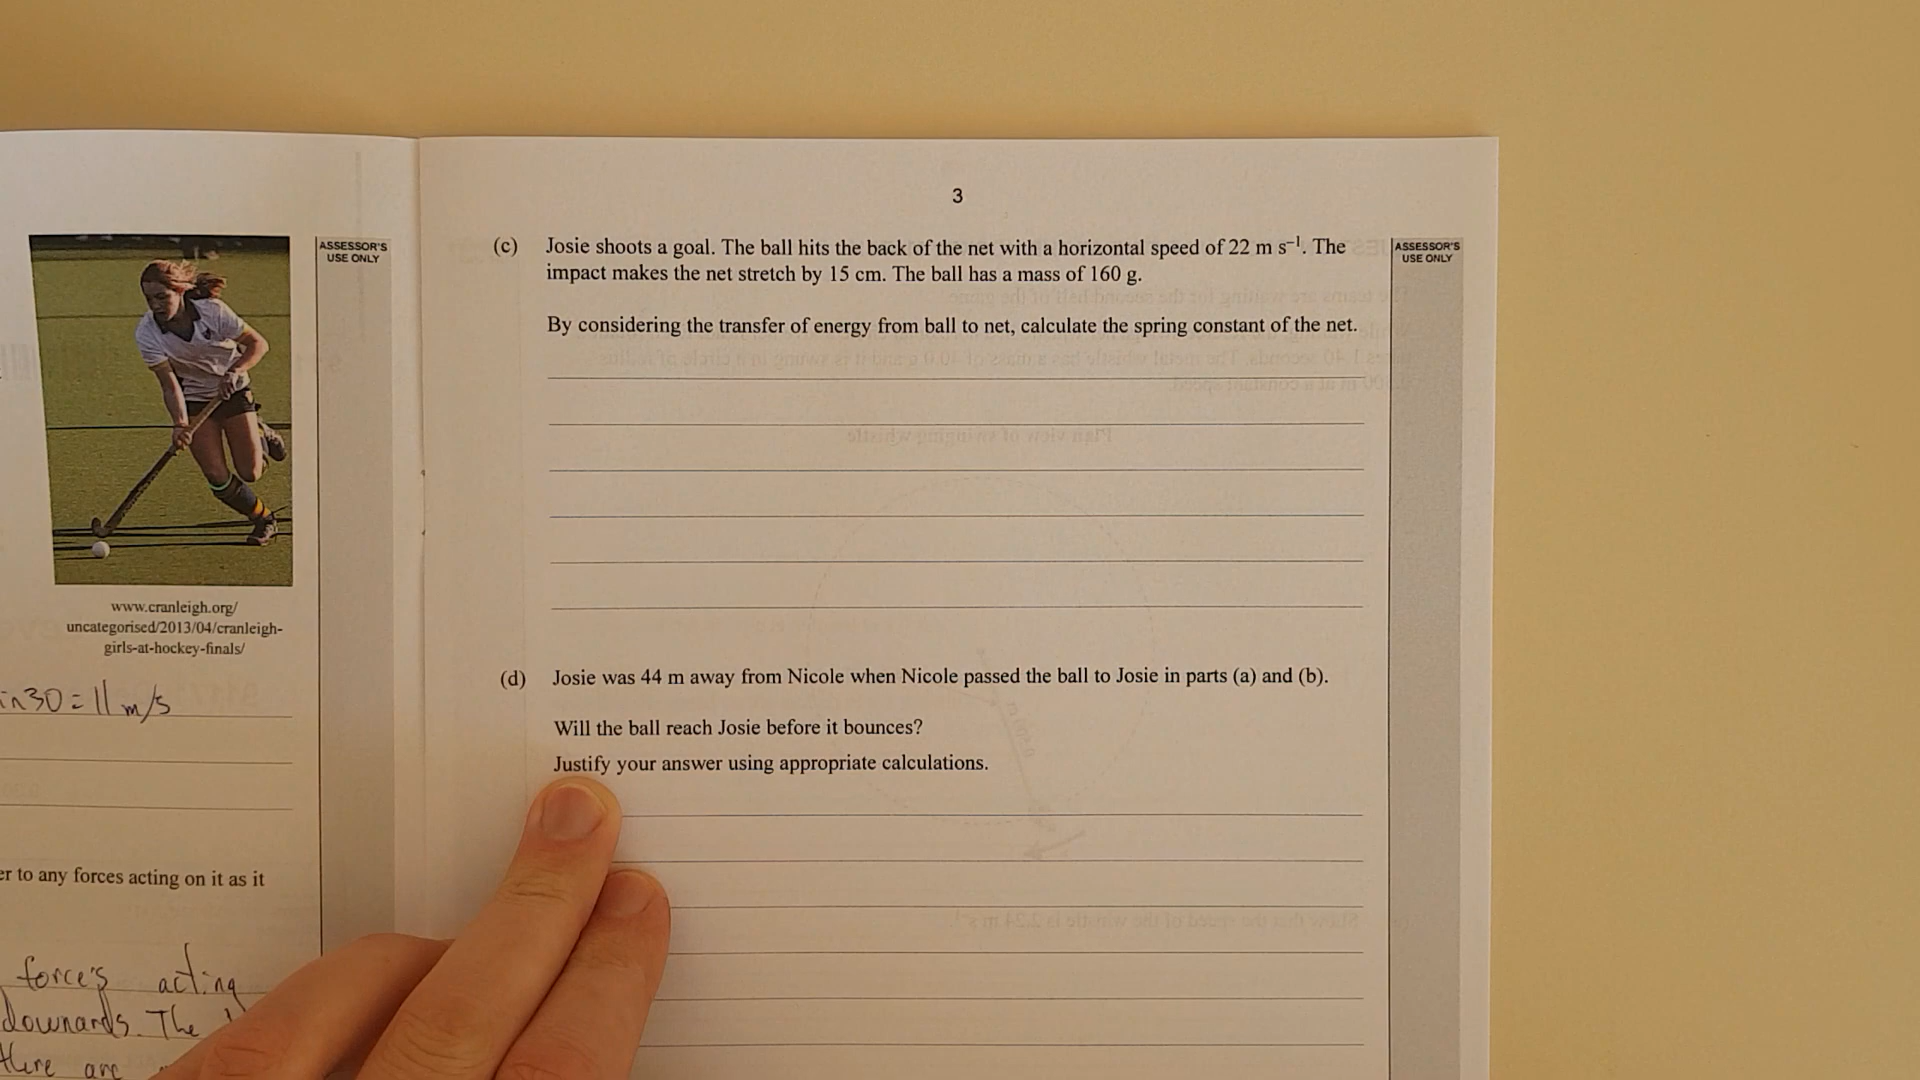 ASSESSOR'S
USE ONLY
www.cranleigh.org/
uncategorised/2013/04/cranleigh-
girls-at-hockey-finals/
in30 = 11 m/s
er to any forces acting on it as it
force's acting
downards. The
there are
3
(c) Josie shoots a goal. The ball hits the back of the net with a horizontal speed of 22 m s⁻¹. The
impact makes the net stretch by 15 cm. The ball has a mass of 160 g.
By considering the transfer of energy from ball to net, calculate the spring constant of the net.
(d) Josie was 44 m away from Nicole when Nicole passed the ball to Josie in parts (a) and (b).
Will the ball reach Josie before it bounces?
Justify your answer using appropriate calculations.
ASSESSOR'S
USE ONLY